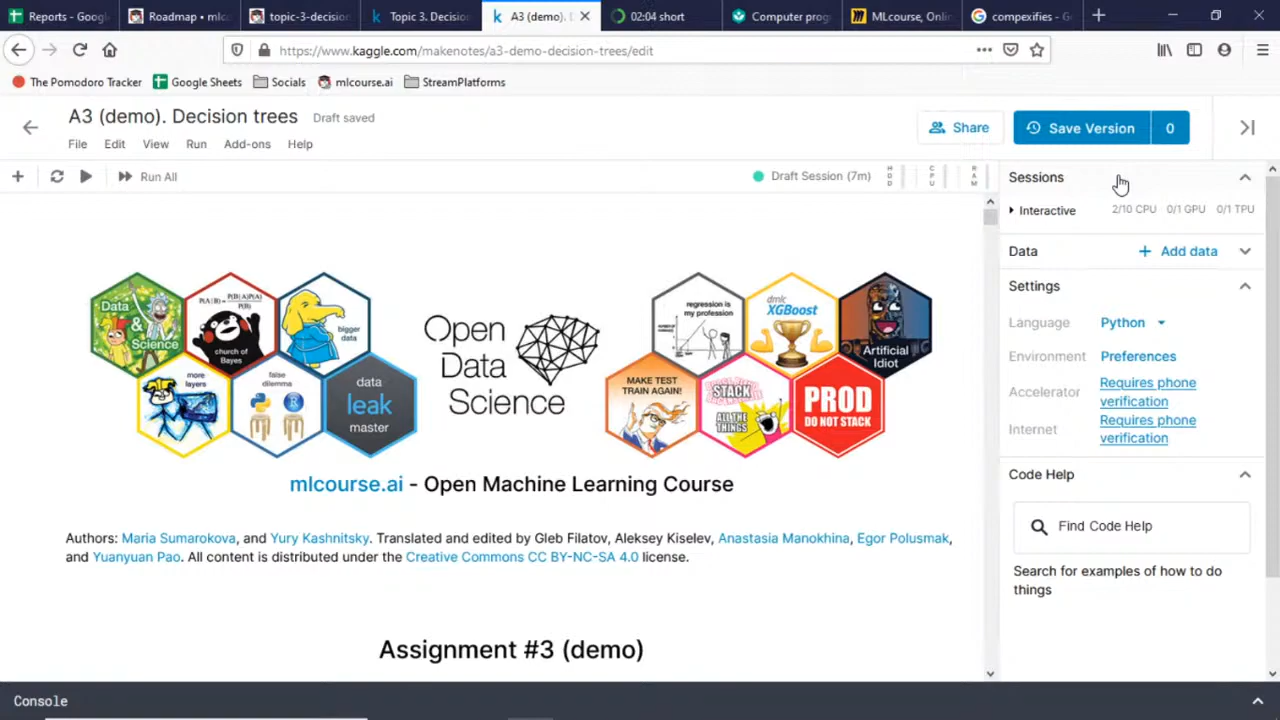 Reports - Goog
Roadmap • mlc
topic-3-decision
Topic 3. Decision
A3 (demo). D
02:04 short
Computer prog
MLcourse, Onli
compexifies - G
https://www.kaggle.com/makenotes/a3-demo-decision-trees/edit
The Pomodoro Tracker
Google Sheets
Socials
mlcourse.ai
StreamPlatforms
A3 (demo). Decision trees
Draft saved
Share
Save Version
0
File Edit View Run Add-ons Help
Run All
Draft Session (7m)
HDD
CPU
RAM
Sessions
Interactive
2/10 CPU 0/1 GPU 0/1 TPU
Data
+ Add data
Settings
Language
Python
Environment
Preferences
Accelerator
Requires phone
verification
Internet
Requires phone
verification
Code Help
Find Code Help
Search for examples of how to do
things
Data
&
Science
church of
Bayes
bigger
data
more
layers
false
dilemma
data
leak
master
Open
Data
Science
regression is
my profession
dmlc
XGBoost
Artificial
Idiot
MAKE TEST
TRAIN AGAIN!
STACK
ALL THE
THINGS
PROD
DO NOT STACK
mlcourse.ai - Open Machine Learning Course
Authors: Maria Sumarokova, and Yury Kashnitsky. Translated and edited by Gleb Filatov, Aleksey Kiselev, Anastasia Manokhina, Egor Polusmak,
and Yuanyuan Pao. All content is distributed under the Creative Commons CC BY-NC-SA 4.0 license.
Assignment #3 (demo)
Console